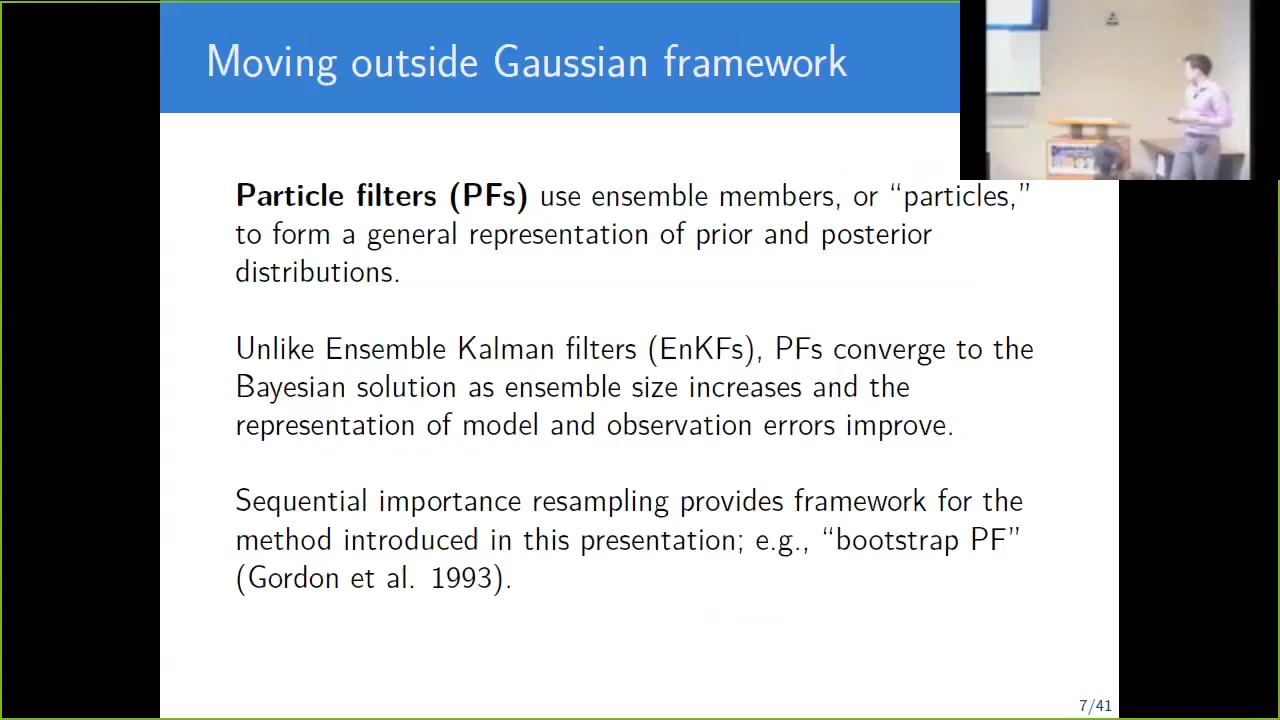 Moving outside Gaussian framework
Particle filters (PFs) use ensemble members, or “particles,”
to form a general representation of prior and posterior
distributions.
Unlike Ensemble Kalman filters (EnKFs), PFs converge to the
Bayesian solution as ensemble size increases and the
representation of model and observation errors improve.
Sequential importance resampling provides framework for the
method introduced in this presentation; e.g., “bootstrap PF”
(Gordon et al. 1993).
7/41